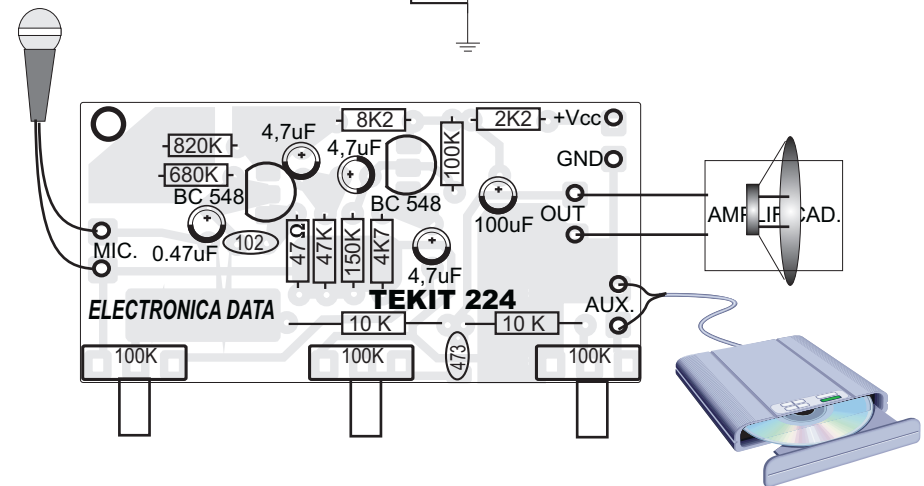 8K2
2K2
+Vcc
820K
4,7uF
4,7uF
100K
GND
680K
BC 548
BC 548
OUT
100uF
AMPLIFICAD.
MIC.
0.47uF
102
47Ω
47K
150K
4K7
4,7uF
ELECTRONICA DATA
TEKIT 224
AUX.
10 K
10 K
473
100K
100K
100K